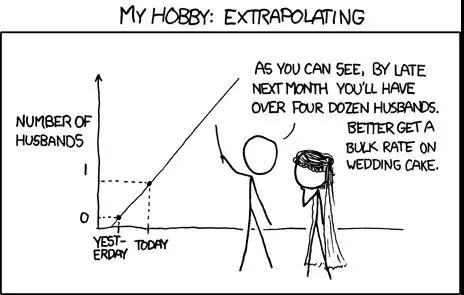 MY HOBBY: EXTRAPOLATING
AS YOU CAN SEE, BY LATE
NEXT MONTH YOU'LL HAVE
OVER FOUR DOZEN HUSBANDS.
BETTER GET A
BULK RATE ON
WEDDING CAKE.
NUMBER OF
HUSBANDS
1
0
YEST-
ERDAY
TODAY